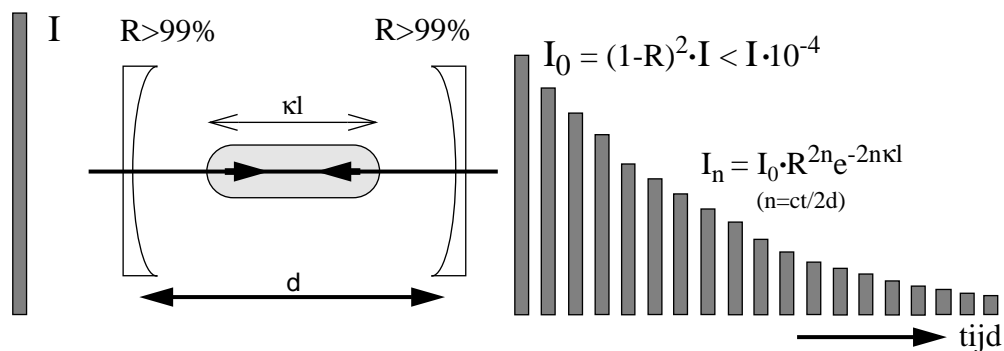 I
R>99%
R>99%
κl
d
I₀ = (1-R)²·I < I·10⁻⁴
Iₙ = I₀·R²ⁿe⁻²ⁿκˡ
(n=ct/2d)
tijd